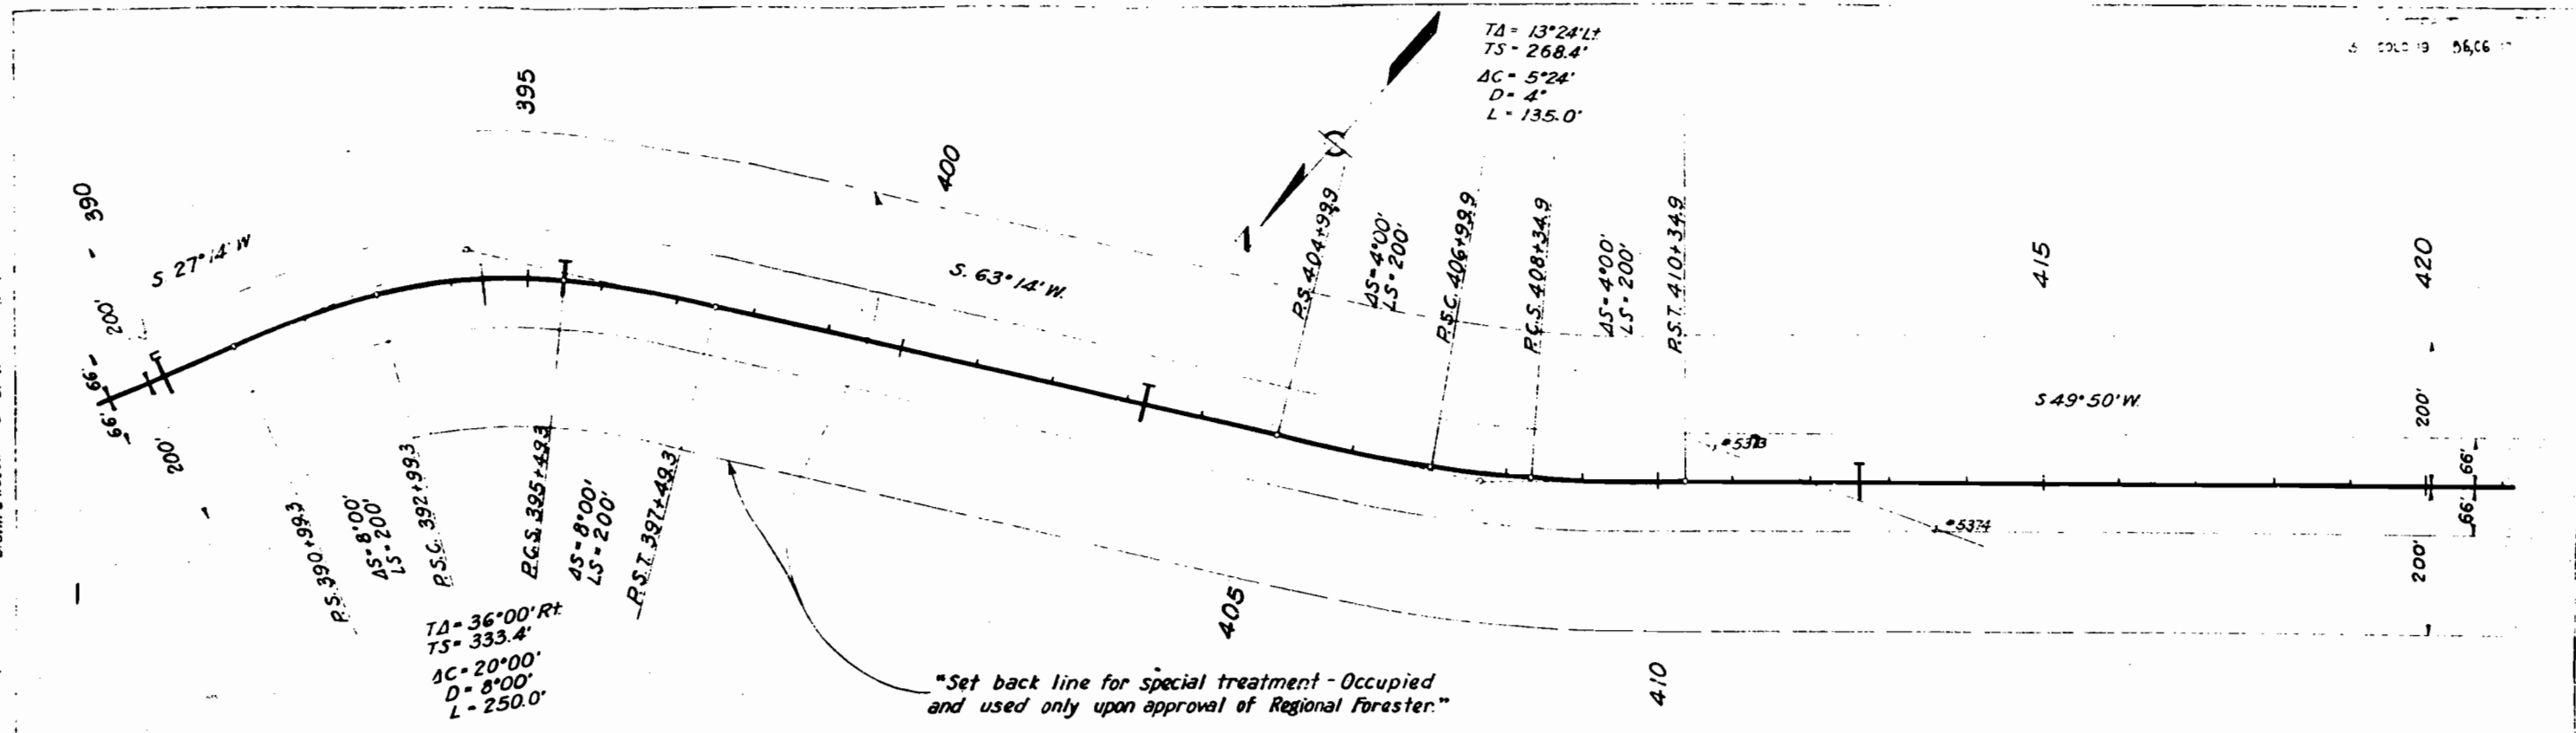 TΔ = 13°24' Lt.
TS = 268.4'
ΔC = 5°24'
D = 4°
L = 135.0'
390
395
400
S. 27°14' W
S. 63°14' W.
200'
66'
66'
200'
P.S. 404+99.9
ΔS = 4°00'
LS = 200'
P.S.C. 406+99.9
P.C.S. 408+34.9
ΔS = 4°00'
LS = 200'
P.S.T. 410+34.9
415
420
S 49°50' W.
200'
66'
66'
200'
#5373
#5374
P.S. 390+99.3
ΔS = 8°00'
LS = 200'
P.S.C. 392+99.3
P.C.S. 395+49.3
ΔS = 8°00'
LS = 200'
P.S.T. 397+49.3
TΔ = 36°00' Rt.
TS = 333.4'
ΔC = 20°00'
D = 8°00'
L = 250.0'
405
410
"Set back line for special treatment - Occupied
and used only upon approval of Regional Forester."